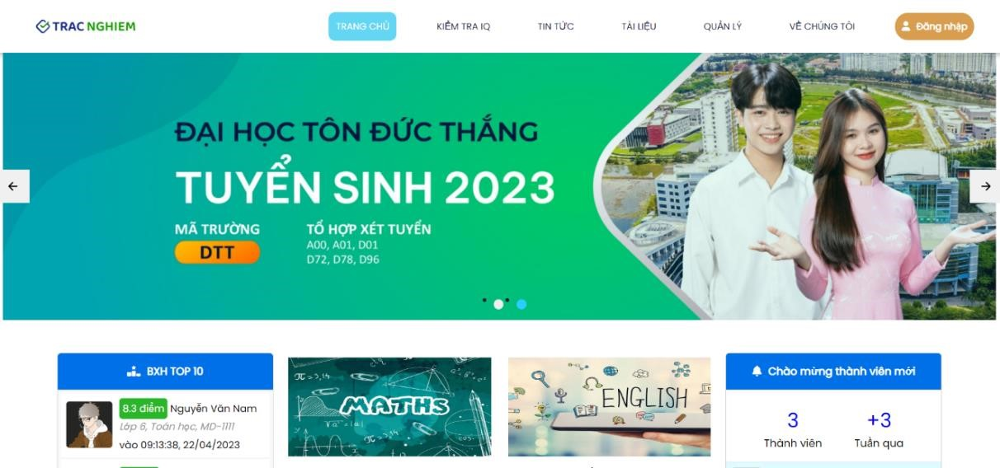 TRAC NGHIEM
TRANG CHỦ
KIỂM TRA IQ
TIN TỨC
TÀI LIỆU
QUẢN LÝ
VỀ CHÚNG TÔI
Đăng nhập
ĐẠI HỌC TÔN ĐỨC THẮNG
TUYỂN SINH 2023
MÃ TRƯỜNG
DTT
TỔ HỢP XÉT TUYỂN
A00, A01, D01
D72, D78, D96
BXH TOP 10
8.3 điểm Nguyễn Văn Nam
Lớp 6, Toán học, MD-1111
vào 09:13:38, 22/04/2023
MATHS
ENGLISH
Chào mừng thành viên mới
3
Thành viên
+3
Tuần qua